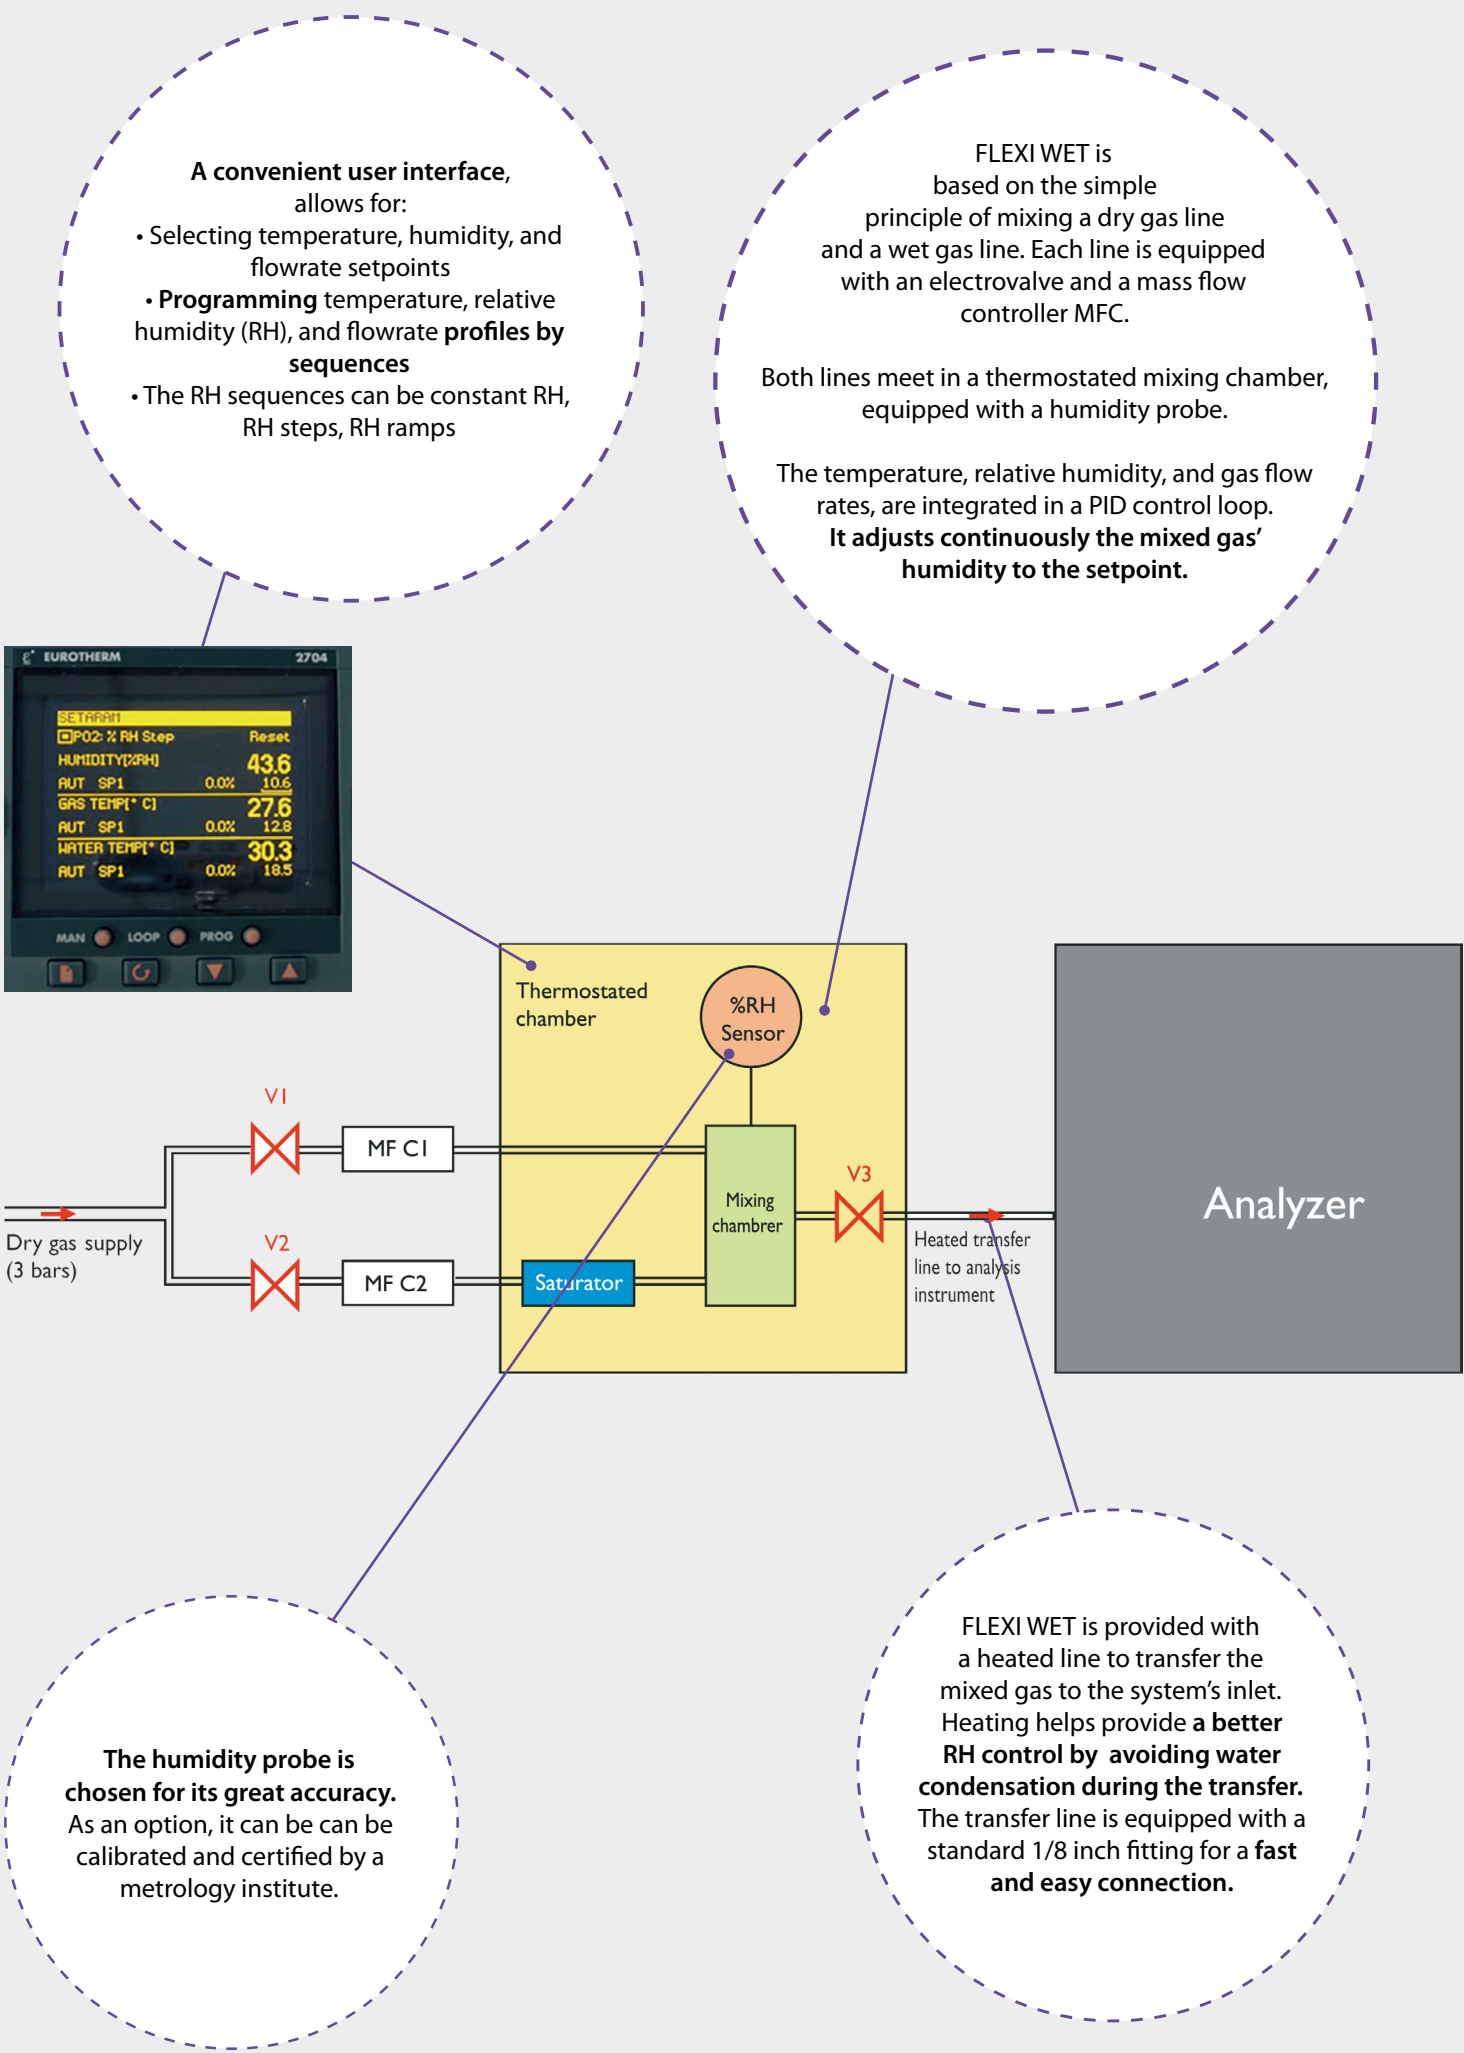 A convenient user interface,
allows for:
• Selecting temperature, humidity, and
flowrate setpoints
• Programming temperature, relative
humidity (RH), and flowrate profiles by
sequences
• The RH sequences can be constant RH,
RH steps, RH ramps
FLEXI WET is
based on the simple
principle of mixing a dry gas line
and a wet gas line. Each line is equipped
with an electrovalve and a mass flow
controller MFC.
Both lines meet in a thermostated mixing chamber,
equipped with a humidity probe.
The temperature, relative humidity, and gas flow
rates, are integrated in a PID control loop.
It adjusts continuously the mixed gas’
humidity to the setpoint.
EUROTHERM 2704
SETARAM
P02: % RH Step Reset
HUMIDITY[%RH] 43.6
AUT SP1 0.0% 10.6
GAS TEMP[° C] 27.6
AUT SP1 0.0% 12.8
WATER TEMP[° C] 30.3
AUT SP1 0.0% 18.5
MAN LOOP PROG
Thermostated
chamber
%RH
Sensor
V1
MF C1
V3
Mixing
chambrer
Analyzer
Dry gas supply
(3 bars)
V2
MF C2
Saturator
Heated transfer
line to analysis
instrument
The humidity probe is
chosen for its great accuracy.
As an option, it can be can be
calibrated and certified by a
metrology institute.
FLEXI WET is provided with
a heated line to transfer the
mixed gas to the system’s inlet.
Heating helps provide a better
RH control by avoiding water
condensation during the transfer.
The transfer line is equipped with a
standard 1/8 inch fitting for a fast
and easy connection.